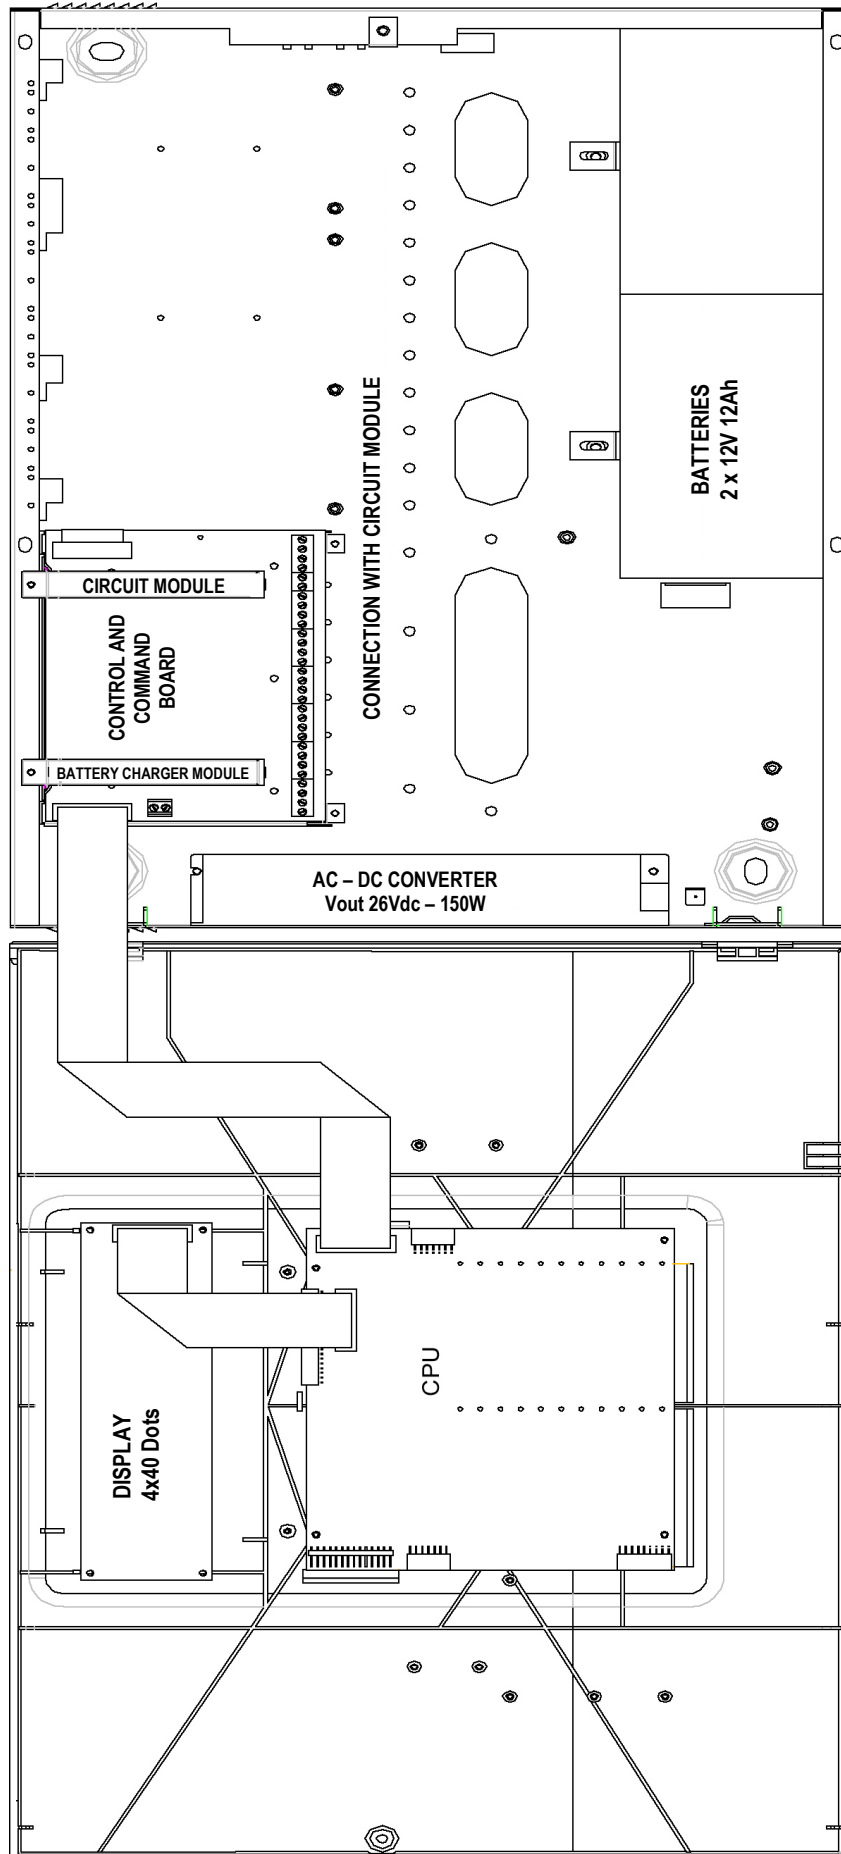 CONNECTION WITH CIRCUIT MODULE
BATTERIES
2 x 12V 12Ah
CIRCUIT MODULE
CONTROL AND
COMMAND
BOARD
BATTERY CHARGER MODULE
AC – DC CONVERTER
Vout 26Vdc – 150W
CPU
DISPLAY
4x40 Dots